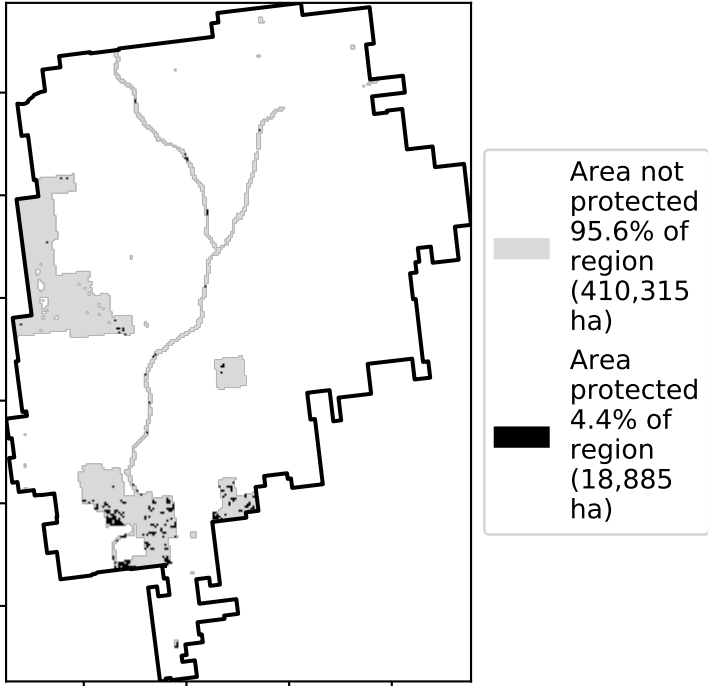 Area not
protected
95.6% of
region
(410,315
ha)
Area
protected
4.4% of
region
(18,885
ha)